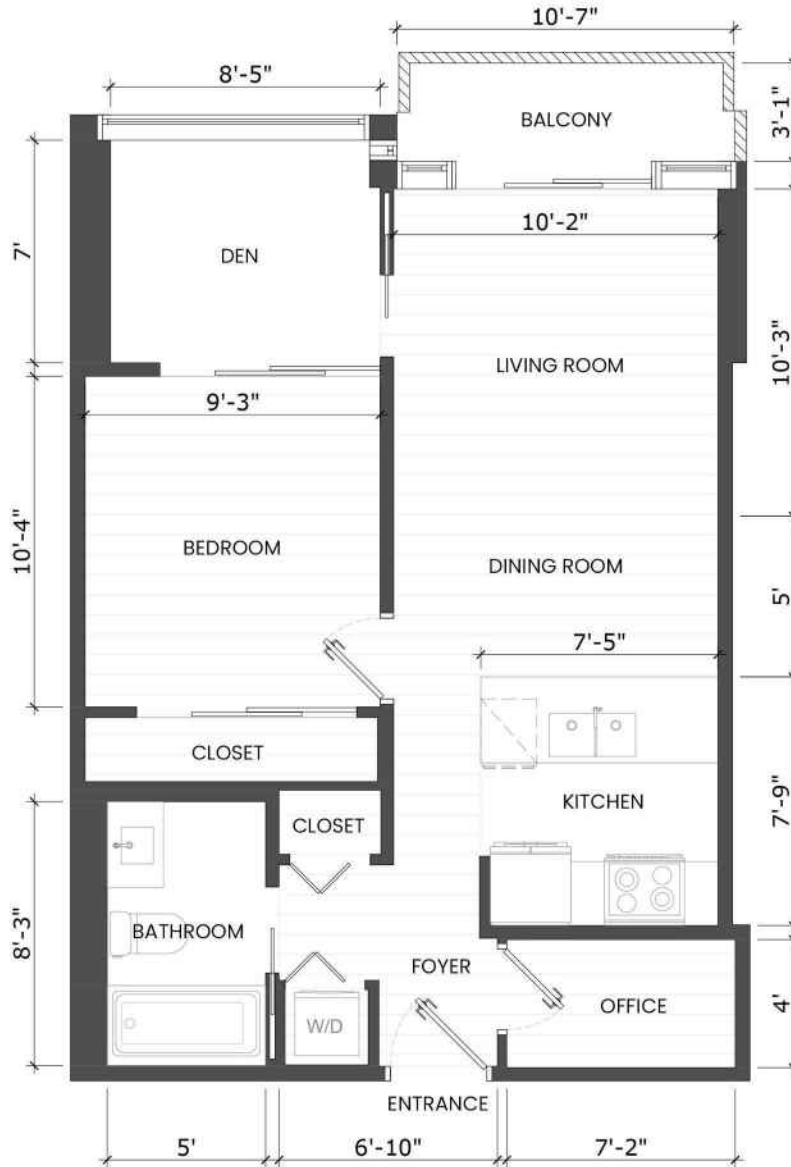 10'-7"
8'-5"
3'-1"
BALCONY
10'-2"
7'
DEN
10'-3"
LIVING ROOM
9'-3"
10'-4"
BEDROOM
DINING ROOM
5'
7'-5"
CLOSET
KITCHEN
7'-9"
CLOSET
8'-3"
BATHROOM
FOYER
OFFICE
4'
W/D
ENTRANCE
5'
6'-10"
7'-2"